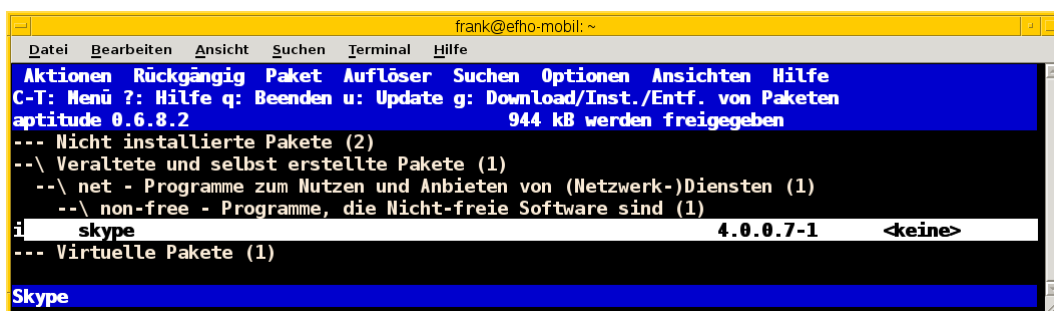 frank@efho-mobil: ~
Datei Bearbeiten Ansicht Suchen Terminal Hilfe
Aktionen Rückgängig Paket Auflöser Suchen Optionen Ansichten Hilfe
C-T: Menü ?: Hilfe q: Beenden u: Update g: Download/Inst./Entf. von Paketen
aptitude 0.6.8.2 944 kB werden freigegeben
--- Nicht installierte Pakete (2)
--\ Veraltete und selbst erstellte Pakete (1)
--\ net - Programme zum Nutzen und Anbieten von (Netzwerk-)Diensten (1)
--\ non-free - Programme, die Nicht-freie Software sind (1)
i skype 4.0.0.7-1 <keine>
--- Virtuelle Pakete (1)
Skype